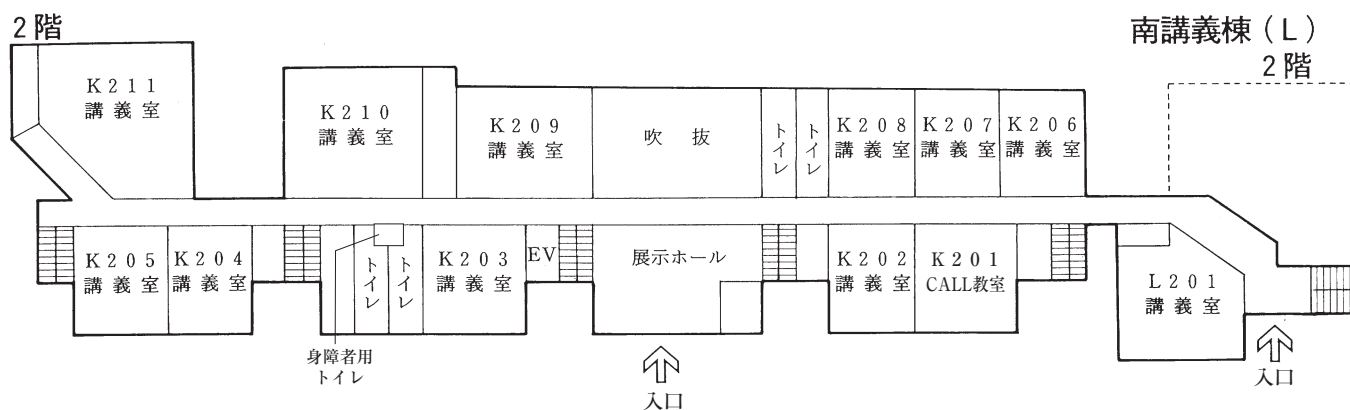 2階
南講義棟(L)
2階
K211
講義室
K210
講義室
K209
講義室
吹抜
トイレ
トイレ
K208
講義室
K207
講義室
K206
講義室
K205
講義室
K204
講義室
トイレ
トイレ
K203
講義室
EV
展示ホール
K202
講義室
K201
CALL教室
L201
講義室
身障者用
トイレ
入口
入口